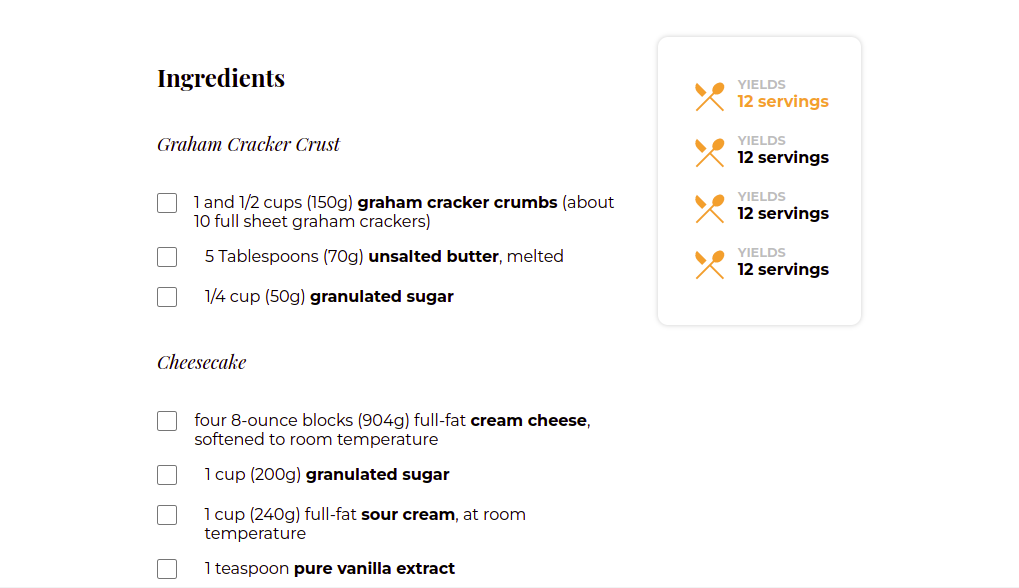 Ingredients
Graham Cracker Crust
1 and 1/2 cups (150g) graham cracker crumbs (about
10 full sheet graham crackers)
5 Tablespoons (70g) unsalted butter, melted
1/4 cup (50g) granulated sugar
Cheesecake
four 8-ounce blocks (904g) full-fat cream cheese,
softened to room temperature
1 cup (200g) granulated sugar
1 cup (240g) full-fat sour cream, at room
temperature
1 teaspoon pure vanilla extract
YIELDS
12 servings
YIELDS
12 servings
YIELDS
12 servings
YIELDS
12 servings